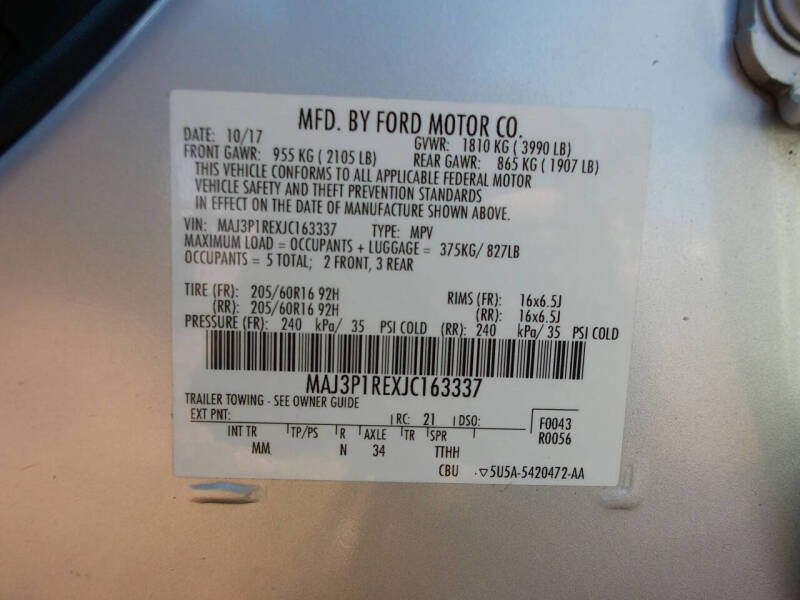 MFD. BY FORD MOTOR CO.
DATE: 10/17 GVWR: 1810 KG ( 3990 LB)
FRONT GAWR: 955 KG ( 2105 LB) REAR GAWR: 865 KG ( 1907 LB)
THIS VEHICLE CONFORMS TO ALL APPLICABLE FEDERAL MOTOR
VEHICLE SAFETY AND THEFT PREVENTION STANDARDS
IN EFFECT ON THE DATE OF MANUFACTURE SHOWN ABOVE.
VIN: MAJ3P1REXJC163337 TYPE: MPV
MAXIMUM LOAD = OCCUPANTS + LUGGAGE = 375KG/ 827LB
OCCUPANTS = 5 TOTAL; 2 FRONT, 3 REAR
TIRE (FR): 205/60R16 92H RIMS (FR): 16x6.5J
(RR): 205/60R16 92H (RR): 16x6.5J
PRESSURE (FR): 240 kPa/ 35 PSI COLD (RR): 240 kPa/ 35 PSI COLD
MAJ3P1REXJC163337
TRAILER TOWING - SEE OWNER GUIDE
EXT PNT: RC: 21 DSO: F0043
INT TR TP/PS R AXLE TR SPR R0056
MM N 34 TTHH
CBU ▽5U5A-5420472-AA